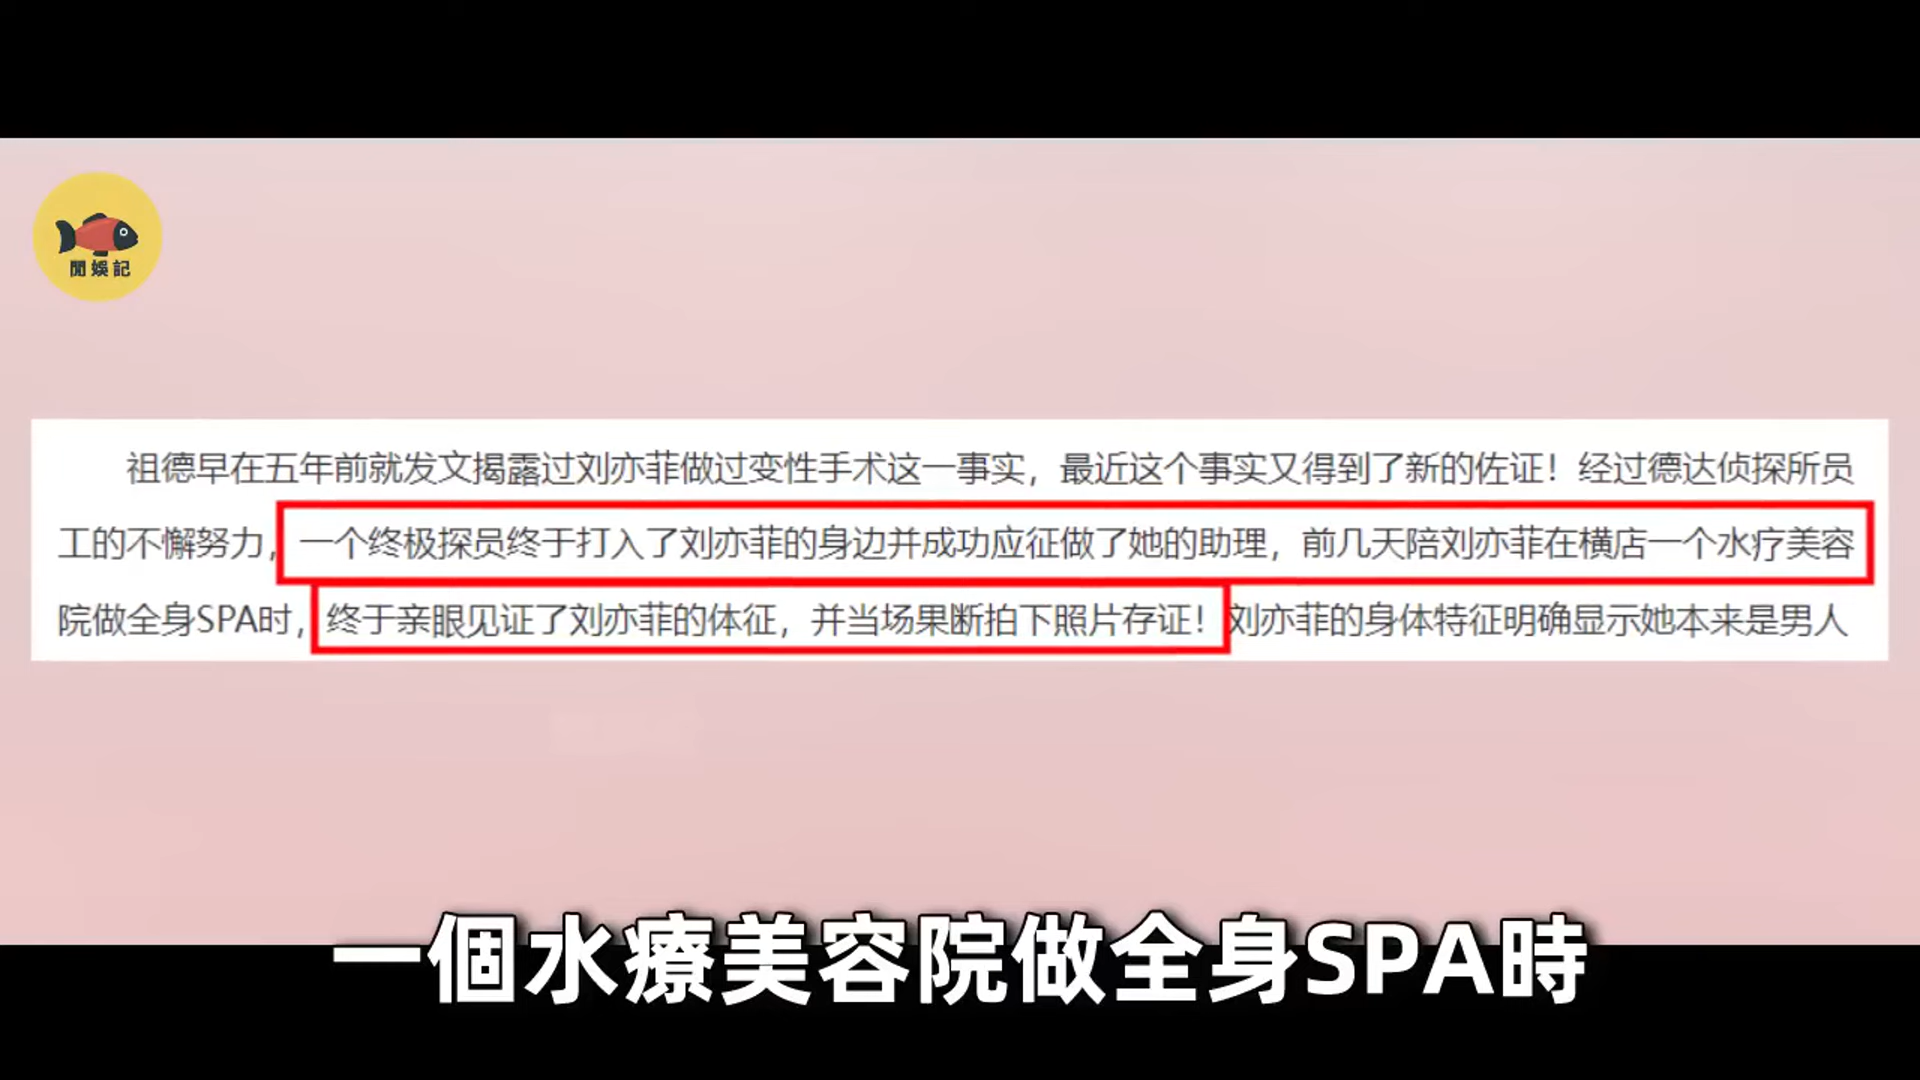 閒娛記
祖德早在五年前就发文揭露过刘亦菲做过变性手术这一事实，最近这个事实又得到了新的佐证！经过德达侦探所员
工的不懈努力，一个终极探员终于打入了刘亦菲的身边并成功应征做了她的助理，前几天陪刘亦菲在横店一个水疗美容
院做全身SPA时，终于亲眼见证了刘亦菲的体征，并当场果断拍下照片存证！刘亦菲的身体特征明确显示她本来是男人
一個水療美容院做全身SPA時